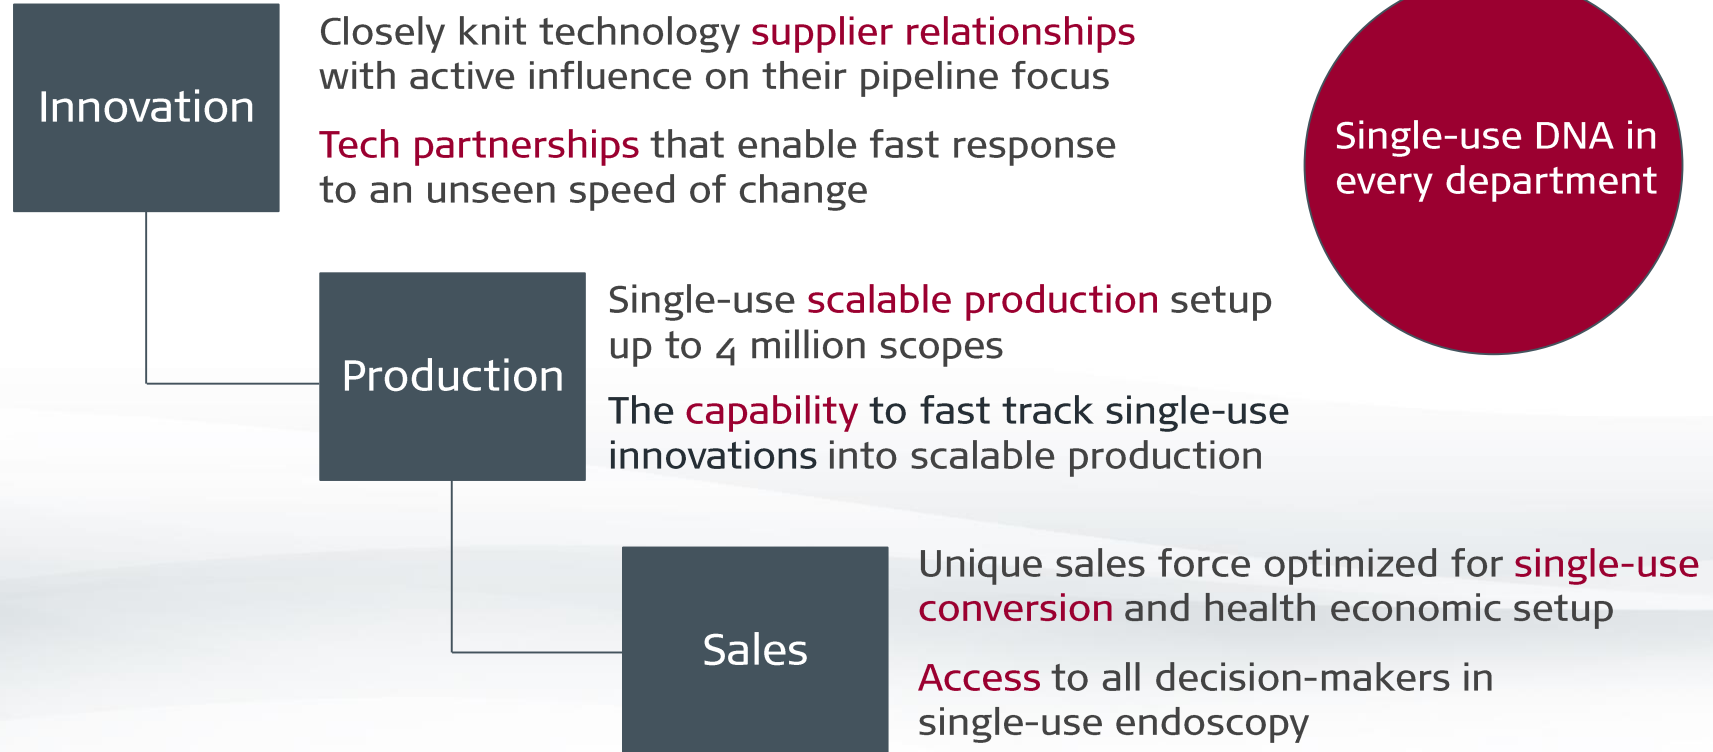 Innovation
Closely knit technology supplier relationships
with active influence on their pipeline focus
Tech partnerships that enable fast response
to an unseen speed of change
Single-use DNA in
every department
Production
Single-use scalable production setup
up to 4 million scopes
The capability to fast track single-use
innovations into scalable production
Sales
Unique sales force optimized for single-use
conversion and health economic setup
Access to all decision-makers in
single-use endoscopy